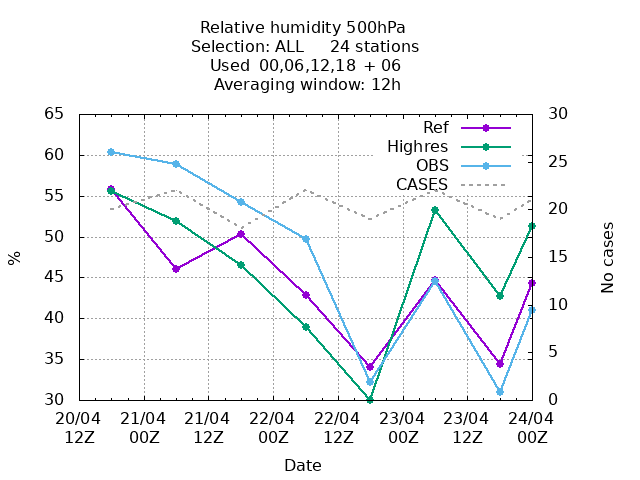 Relative humidity 500hPa
Selection: ALL     24 stations
Used 00,06,12,18 + 06
Averaging window: 12h
65
60
55
50
45
40
35
30
%
30
25
20
15
10
5
0
No cases
Ref
Highres
OBS
CASES
20/04 21/04 21/04 22/04 22/04 23/04 23/04 24/04
12Z 00Z 12Z 00Z 12Z 00Z 12Z 00Z
Date